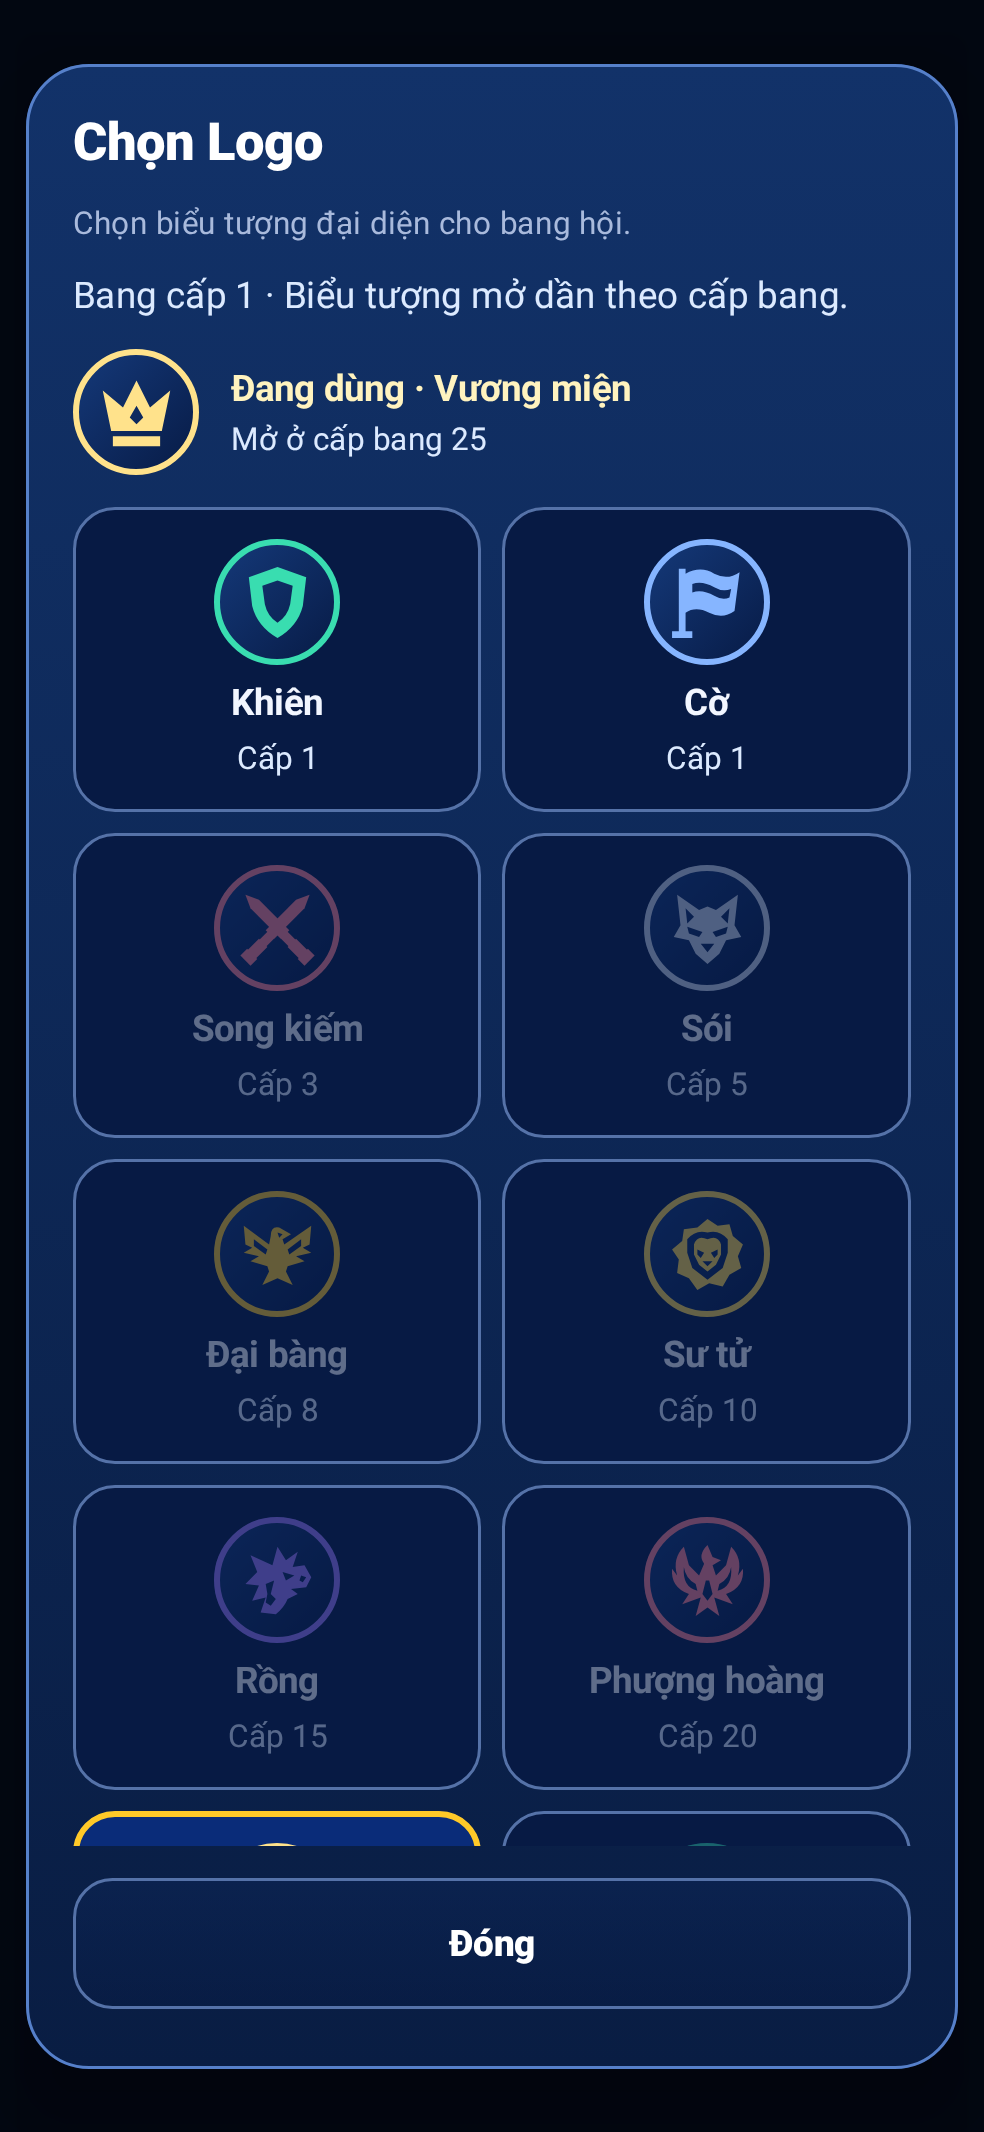 Chọn Logo
Chọn biểu tượng đại diện cho bang hội.
Bang cấp 1 · Biểu tượng mở dần theo cấp bang.
Đang dùng · Vương miện
Mở ở cấp bang 25
Khiên
Cấp 1
Cờ
Cấp 1
Song kiếm
Cấp 3
Sói
Cấp 5
Đại bàng
Cấp 8
Sư tử
Cấp 10
Rồng
Cấp 15
Phượng hoàng
Cấp 20
Đóng